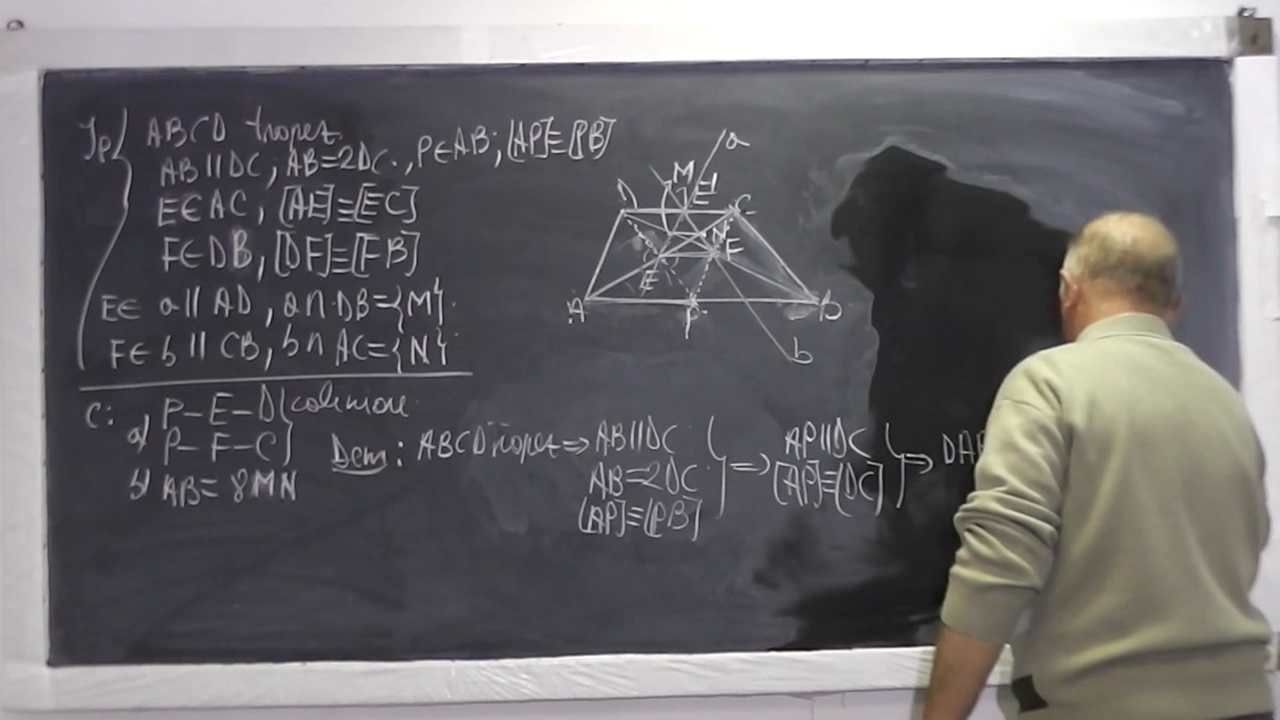 Ip ABCD trapez
AB || DC ; AB=2DC., P∈AB; [AP]≡[PB]
E∈AC, [AE]≡[EC]
F∈DB, [DF]≡[FB]
E∈ a || AD, a∩DB={M}.
F∈ b || CB, b∩AC={N}.
C: a) P-E-D } coliniare
P-F-C
b) AB= 8MN
Dem: ABCD trapez => AB||DC
AB=2DC
[AP]≡[PB]
=> AP||DC
[AP]≡[DC]
=> DAP
a
M
E'
D
C
N
F
E
A
P
B
b